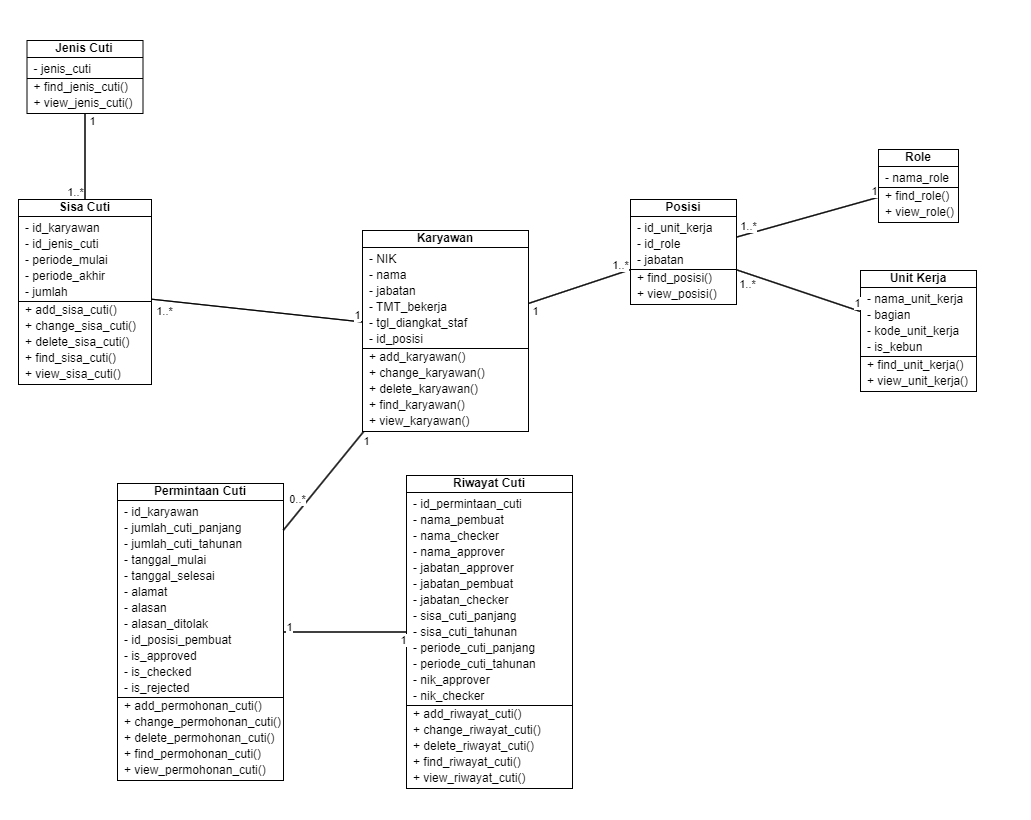 Jenis Cuti
- jenis_cuti
+ find_jenis_cuti()
+ view_jenis_cuti()
1
1..*
Sisa Cuti
- id_karyawan
- id_jenis_cuti
- periode_mulai
- periode_akhir
- jumlah
+ add_sisa_cuti()
+ change_sisa_cuti()
+ delete_sisa_cuti()
+ find_sisa_cuti()
+ view_sisa_cuti()
1..*
1
Karyawan
- NIK
- nama
- jabatan
- TMT_bekerja
- tgl_diangkat_staf
- id_posisi
+ add_karyawan()
+ change_karyawan()
+ delete_karyawan()
+ find_karyawan()
+ view_karyawan()
1
1..*
Posisi
- id_unit_kerja
- id_role
- jabatan
+ find_posisi()
+ view_posisi()
1..*
1
Role
- nama_role
+ find_role()
+ view_role()
1..*
1
Unit Kerja
- nama_unit_kerja
- bagian
- kode_unit_kerja
- is_kebun
+ find_unit_kerja()
+ view_unit_kerja()
1
0..*
Permintaan Cuti
- id_karyawan
- jumlah_cuti_panjang
- jumlah_cuti_tahunan
- tanggal_mulai
- tanggal_selesai
- alamat
- alasan
- alasan_ditolak
- id_posisi_pembuat
- is_approved
- is_checked
- is_rejected
+ add_permohonan_cuti()
+ change_permohonan_cuti()
+ delete_permohonan_cuti()
+ find_permohonan_cuti()
+ view_permohonan_cuti()
1
1
Riwayat Cuti
- id_permintaan_cuti
- nama_pembuat
- nama_checker
- nama_approver
- jabatan_approver
- jabatan_pembuat
- jabatan_checker
- sisa_cuti_panjang
- sisa_cuti_tahunan
- periode_cuti_panjang
- periode_cuti_tahunan
- nik_approver
- nik_checker
+ add_riwayat_cuti()
+ change_riwayat_cuti()
+ delete_riwayat_cuti()
+ find_riwayat_cuti()
+ view_riwayat_cuti()